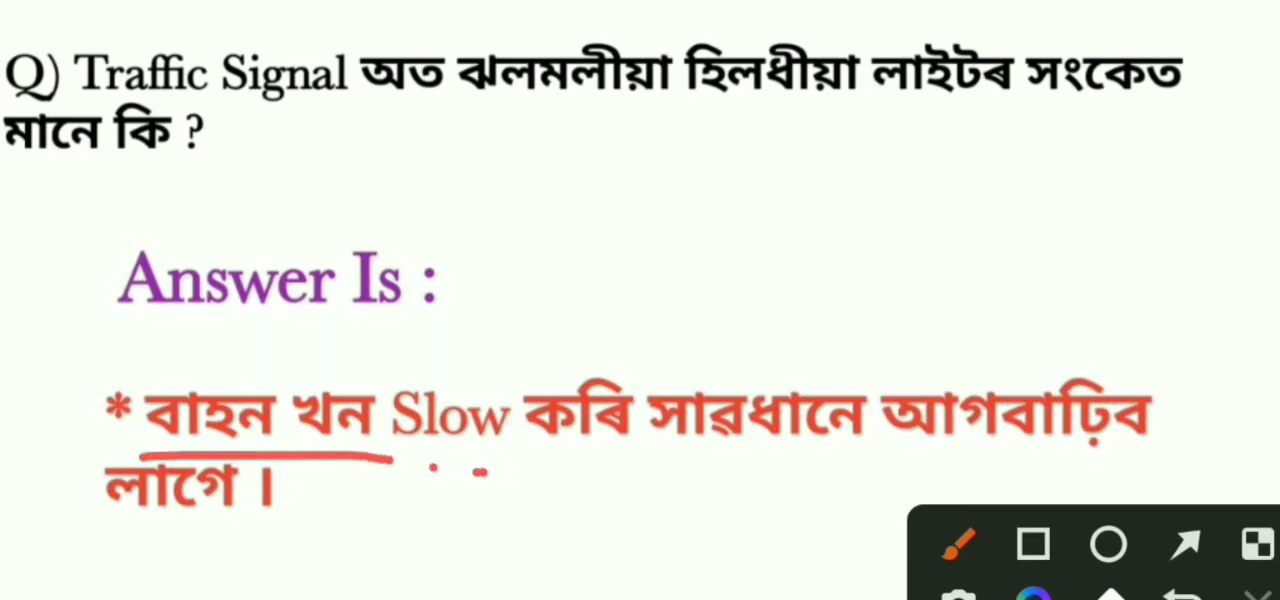 Q) Traffic Signal অত ঝলমলীয়া হিলধীয়া লাইটৰ সংকেত
মানে কি ?
Answer Is :
* বাহন খন Slow কৰি সাৱধানে আগবাঢ়িব
লাগে ।